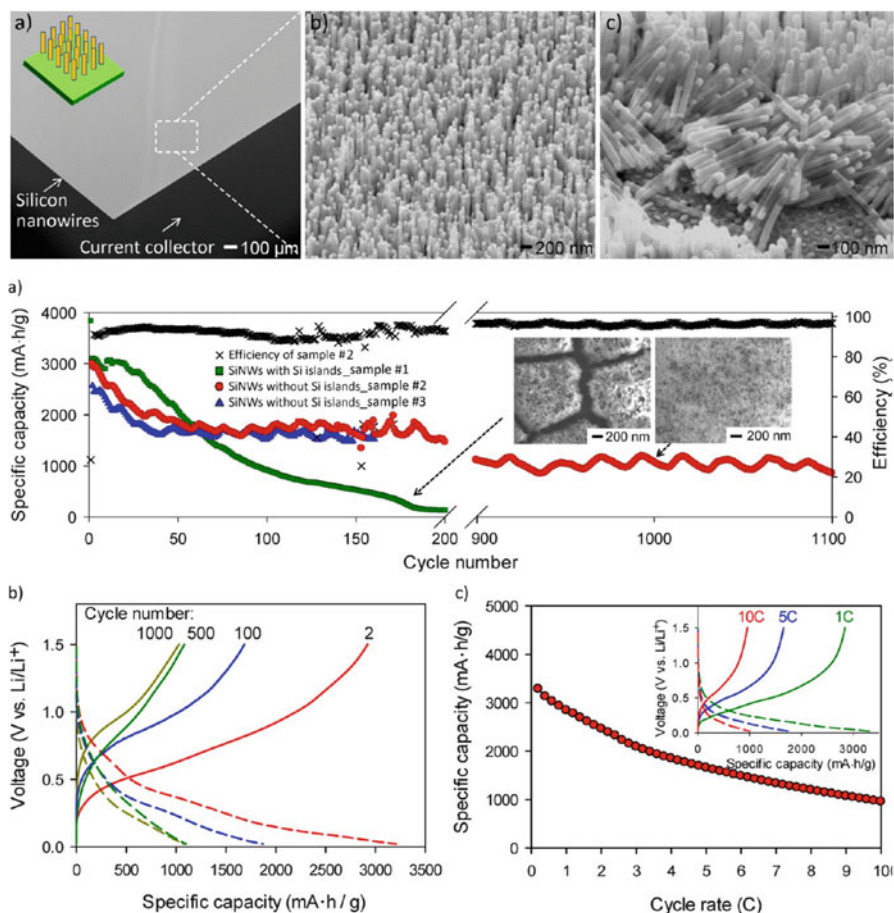 a)
Silicon
nanowires
Current collector
100 μm
b)
200 nm
c)
100 nm
a)
Specific capacity (mA·h/g)
4000
3000
2000
1000
0
× Efficiency of sample #2
SiNWs with Si islands_sample #1
SiNWs without Si islands_sample #2
SiNWs without Si islands_sample #3
200 nm
200 nm
100
80
60
40
20
0
Efficiency (%)
0 50 100 150 200 900 1000 1100
Cycle number
b)
Cycle number:
1000 500 100 2
Voltage (V vs. Li/Li⁺)
1.5
1.0
0.5
0.0
0 500 1000 1500 2000 2500 3000 3500
Specific capacity (mA·h / g)
c)
Specific capacity (mA·h/g)
5000
4000
3000
2000
1000
0
Voltage (V vs. Li/Li⁺)
1.5
1.0
0.5
0.0
10C 5C 1C
0 1000 2000 3000
Specific capacity (mA·h/g)
0 1 2 3 4 5 6 7 8 9 10
Cycle rate (C)